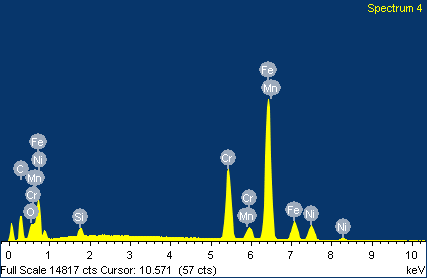 Spectrum 4
Fe
Mn
Fe
Ni
C
Mn
Cr
O
Si
Cr
Cr
Mn
Fe
Ni
Ni
0 1 2 3 4 5 6 7 8 9 10
Full Scale 14817 cts Cursor: 10.571 (57 cts) keV